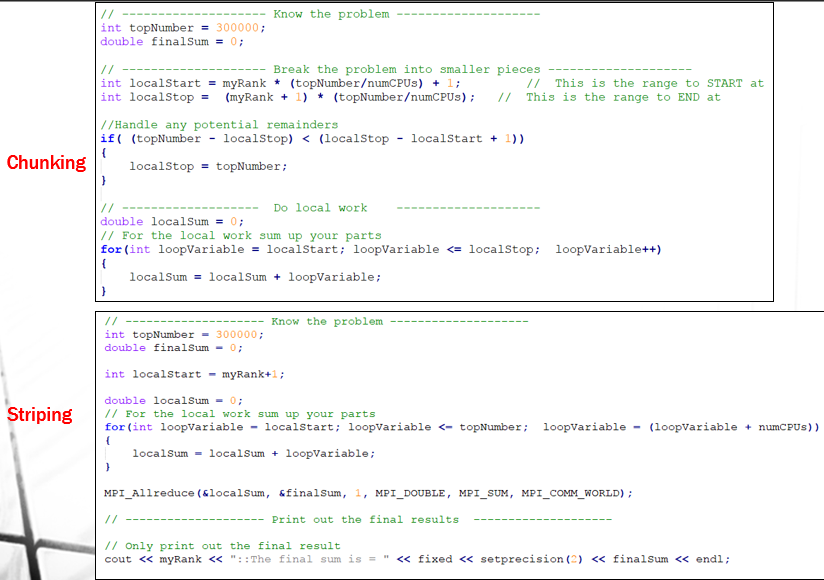 // -------------------- Know the problem --------------------
int topNumber = 300000;
double finalSum = 0;
// -------------------- Break the problem into smaller pieces --------------------
int localStart = myRank * (topNumber/numCPUs) + 1;          //  This is the range to START at
int localStop =  (myRank + 1) * (topNumber/numCPUs);   //  This is the range to END at
//Handle any potential remainders
if( (topNumber - localStop) < (localStop - localStart + 1))
{
    localStop = topNumber;
}
Chunking
// -------------------  Do local work    --------------------
double localSum = 0;
// For the local work sum up your parts
for(int loopVariable = localStart; loopVariable <= localStop;  loopVariable++)
{
    localSum = localSum + loopVariable;
}
// -------------------- Know the problem --------------------
int topNumber = 300000;
double finalSum = 0;
int localStart = myRank+1;
double localSum = 0;
Striping
// For the local work sum up your parts
for(int loopVariable = localStart; loopVariable <= topNumber;  loopVariable = (loopVariable + numCPUs))
{
    localSum = localSum + loopVariable;
}
MPI_Allreduce(&localSum, &finalSum, 1, MPI_DOUBLE, MPI_SUM, MPI_COMM_WORLD);
// -------------------- Print out the final results  --------------------
// Only print out the final result
cout << myRank << "::The final sum is = " << fixed << setprecision(2) << finalSum << endl;